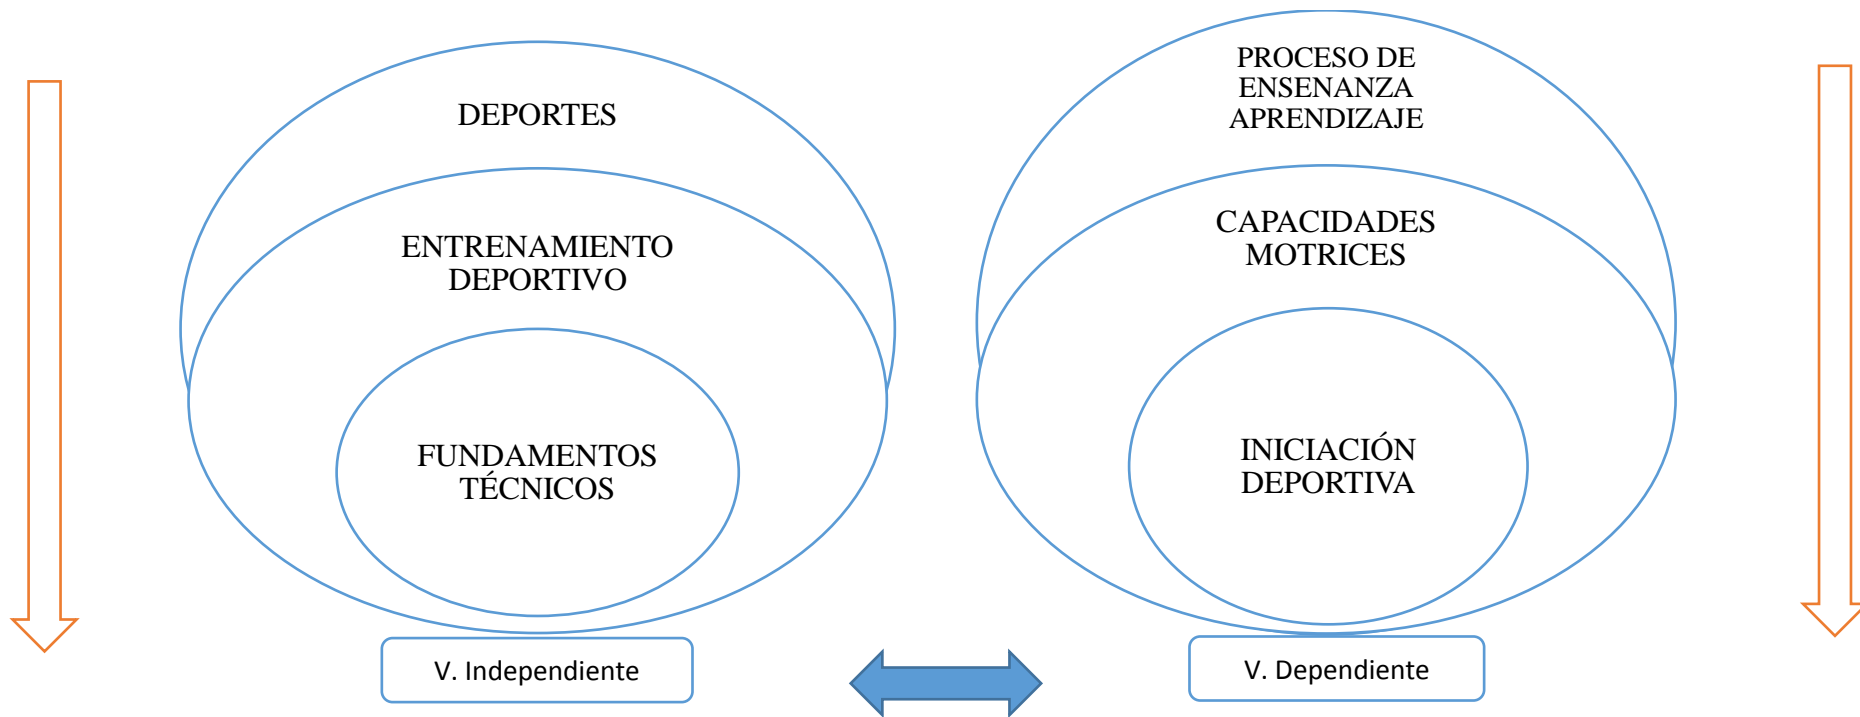 DEPORTES
ENTRENAMIENTO
DEPORTIVO
FUNDAMENTOS
TÉCNICOS
V. Independiente
PROCESO DE
ENSENANZA
APRENDIZAJE
CAPACIDADES
MOTRICES
INICIACIÓN
DEPORTIVA
V. Dependiente